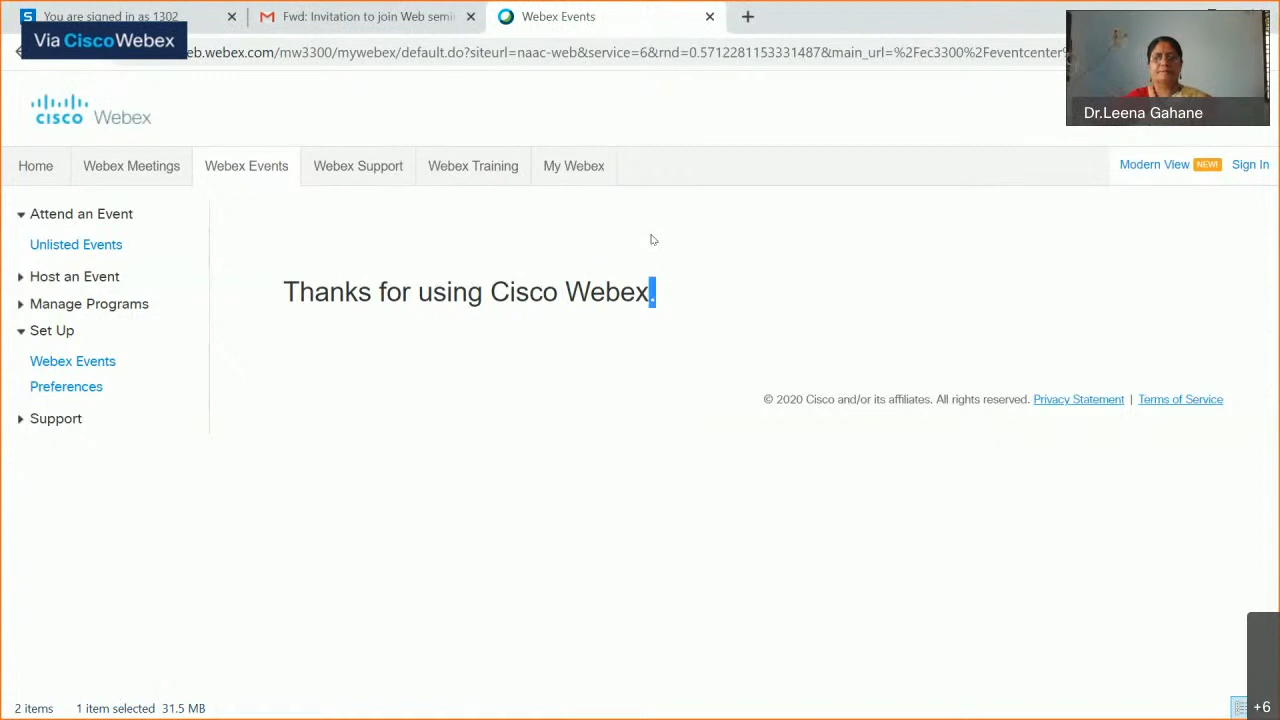 You are signed in as 1302
Fwd: Invitation to join Web semi
Webex Events
Via Cisco Webex
eb.webex.com/mw3300/mywebex/default.do?siteurl=naac-web&service=6&rnd=0.5712281153331487&main_url=%2Fec3300%2Feventcenter%
Dr.Leena Gahane
cisco Webex
Home
Webex Meetings
Webex Events
Webex Support
Webex Training
My Webex
Modern View NEW!
Sign In
Attend an Event
Unlisted Events
Host an Event
Manage Programs
Set Up
Webex Events
Preferences
Support
Thanks for using Cisco Webex.
© 2020 Cisco and/or its affiliates. All rights reserved. Privacy Statement | Terms of Service
2 items 1 item selected 31.5 MB
+6